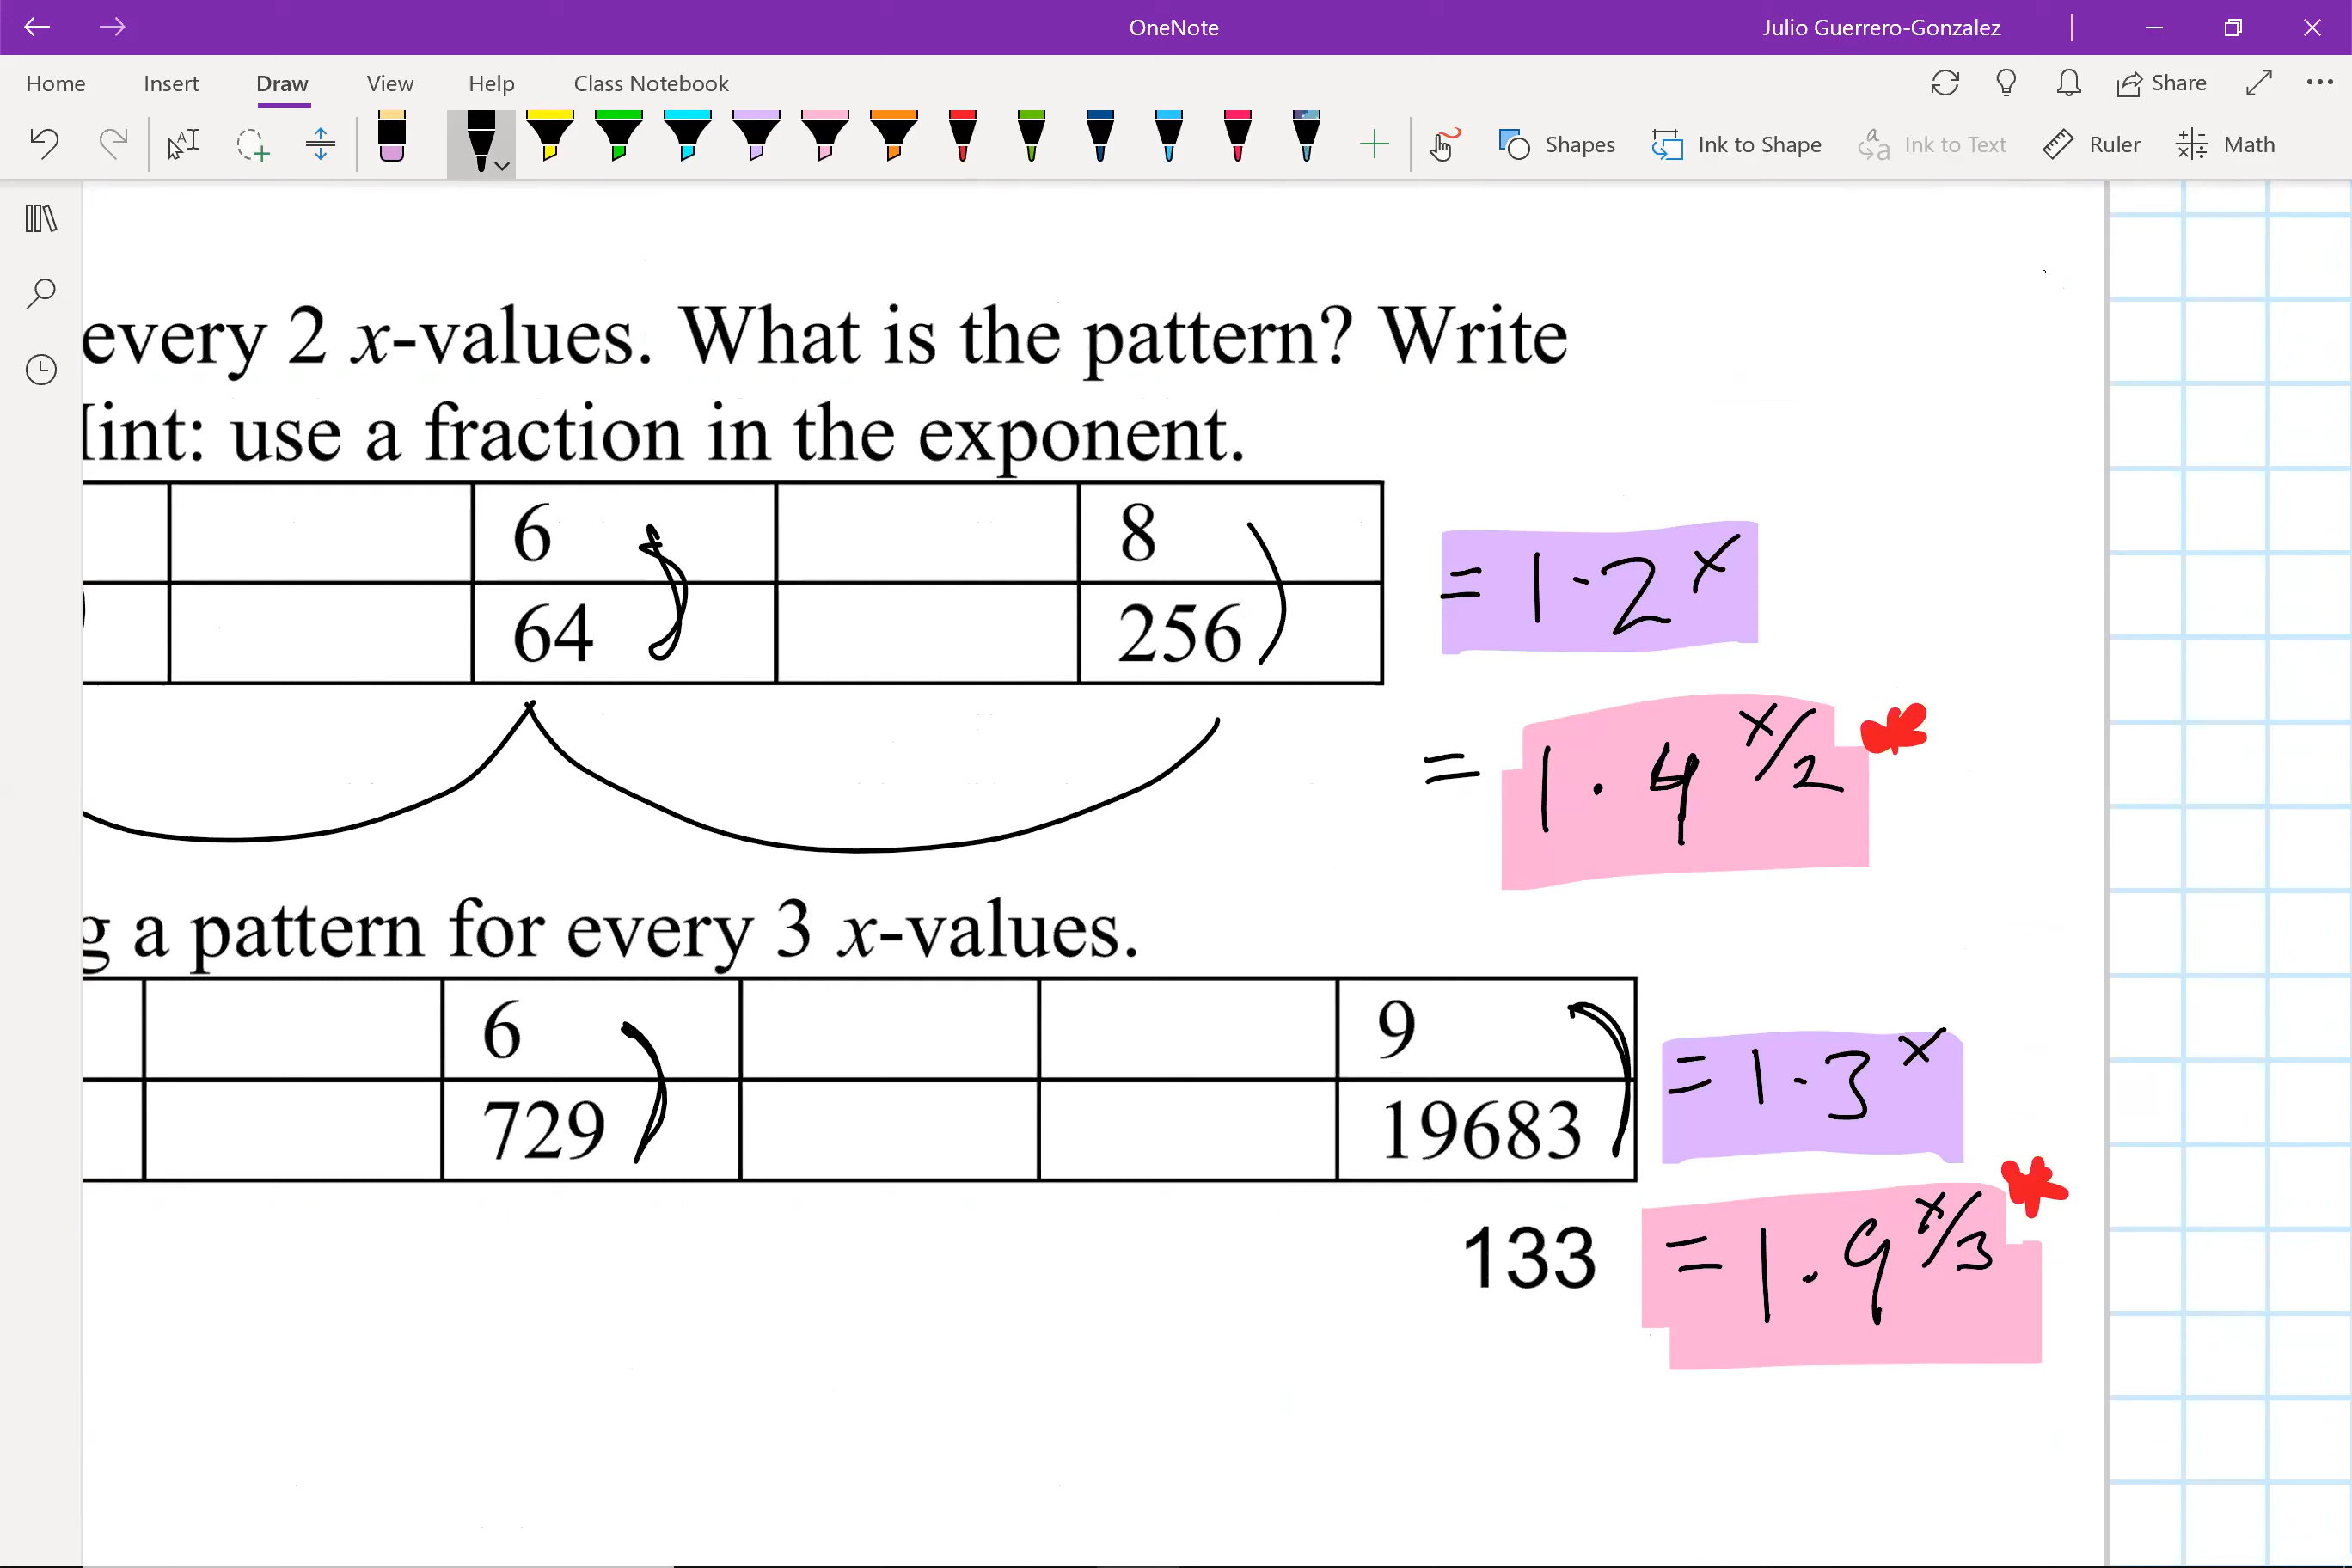 OneNote
Julio Guerrero-Gonzalez
Home Insert Draw View Help Class Notebook
Share
Shapes Ink to Shape Ink to Text Ruler Math
every 2 x-values. What is the pattern? Write
int: use a fraction in the exponent.
6 8
64 256
= 1·2^x
= 1·4^x/2
g a pattern for every 3 x-values.
6 9
729 19683
= 1·3^x
133
= 1·9^x/3